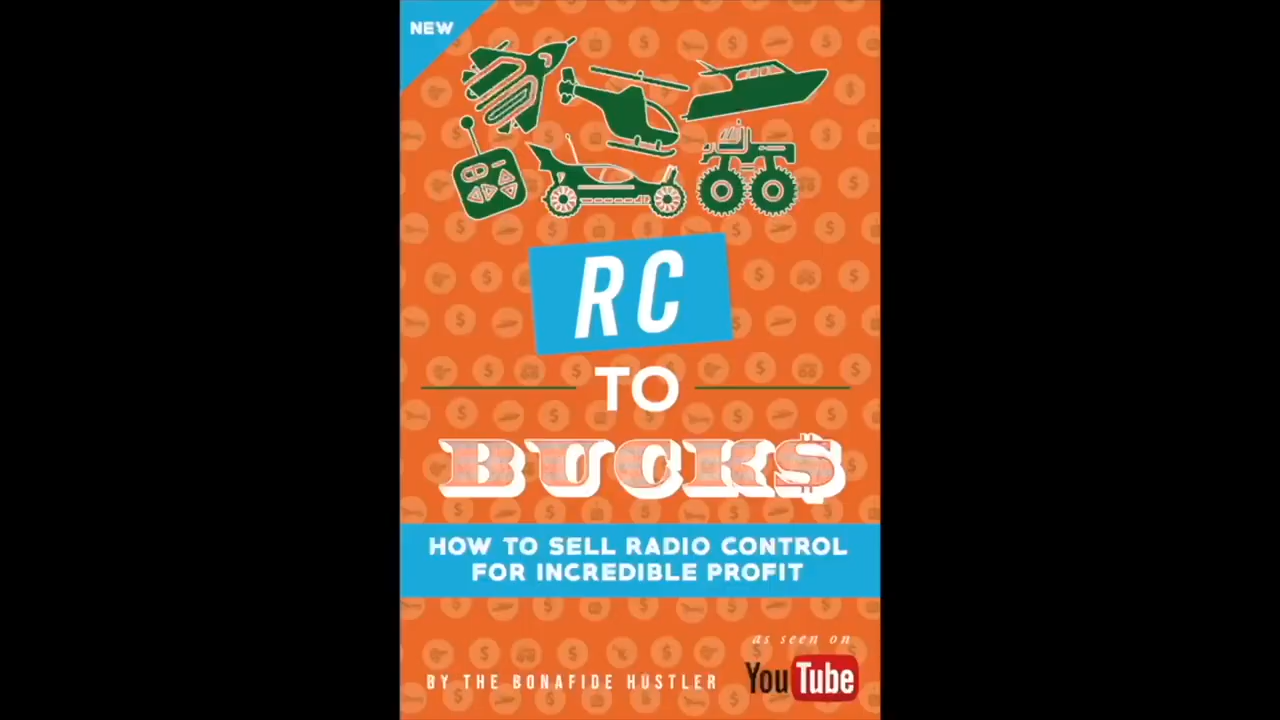 NEW
RC
TO
BUCK$
HOW TO SELL RADIO CONTROL
FOR INCREDIBLE PROFIT
as seen on
BY THE BONAFIDE HUSTLER
YouTube